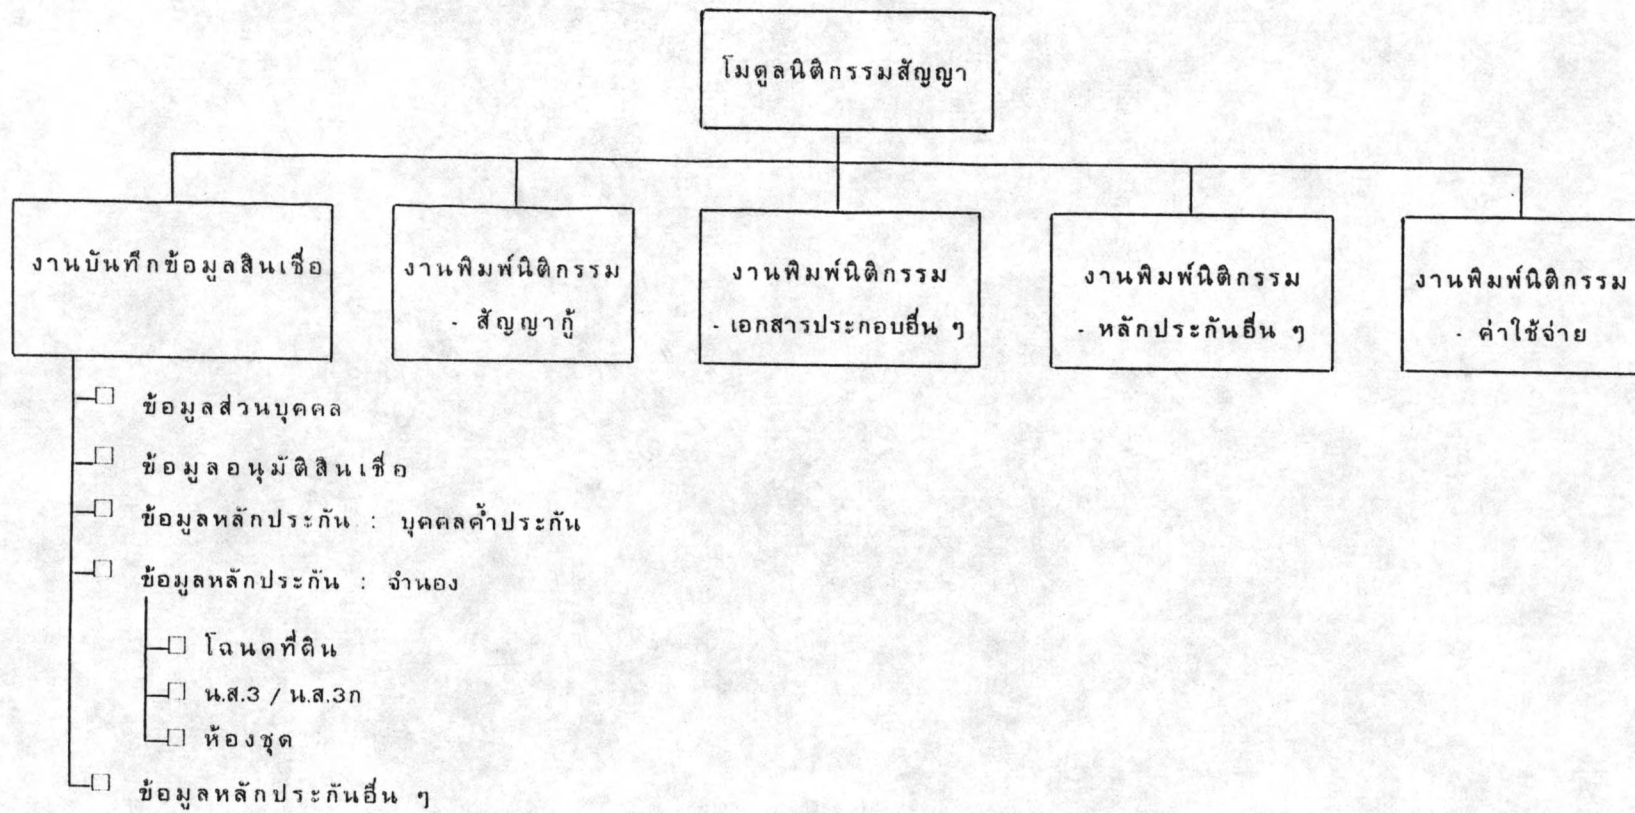 โมดูลนิติกรรมสัญญา
งานบันทึกข้อมูลสินเชื่อ
งานพิมพ์นิติกรรม
- สัญญากู้
งานพิมพ์นิติกรรม
- เอกสารประกอบอื่น ๆ
งานพิมพ์นิติกรรม
- หลักประกันอื่น ๆ
งานพิมพ์นิติกรรม
- ค่าใช้จ่าย
ข้อมูลส่วนบุคคล
ข้อมูลอนุมัติสินเชื่อ
ข้อมูลหลักประกัน : บุคคลค้ำประกัน
ข้อมูลหลักประกัน : จำนอง
โฉนดที่ดิน
น.ส.3 / น.ส.3ก
ห้องชุด
ข้อมูลหลักประกันอื่น ๆ